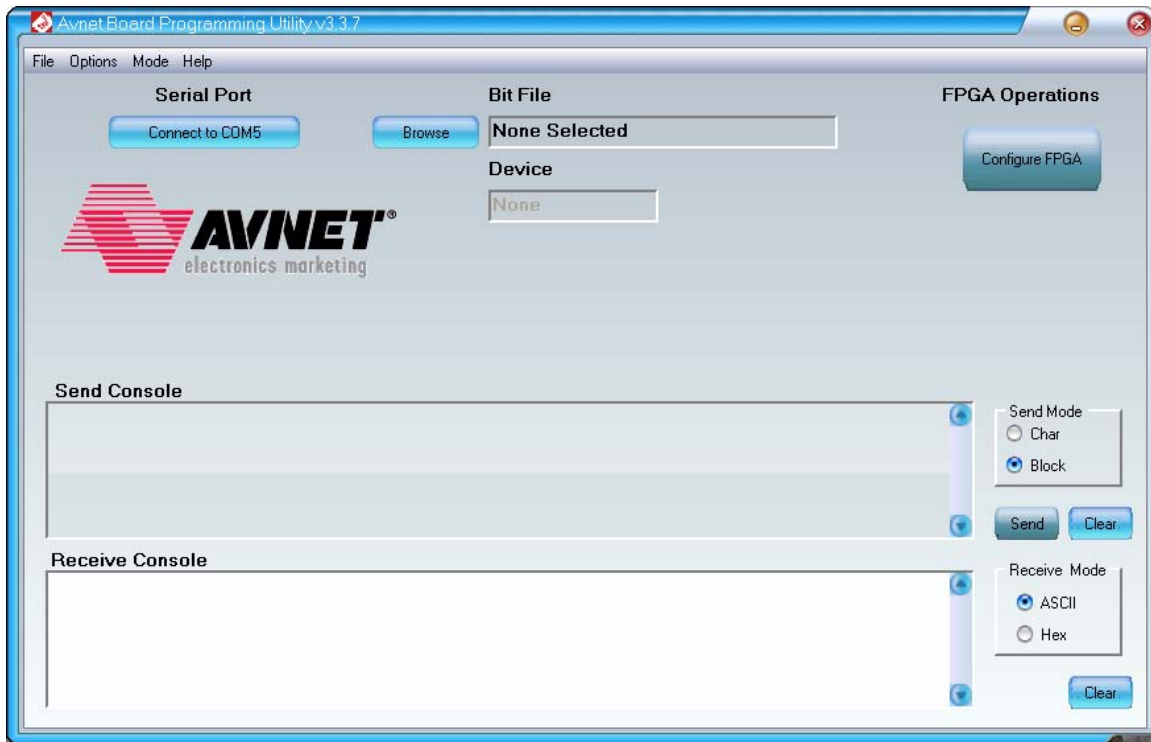 Avnet Board Programming Utility v3.3.7
File Options Mode Help
Serial Port
Connect to COM5
Browse
Bit File
None Selected
Device
None
FPGA Operations
Configure FPGA
AVNET®
electronics marketing
Send Console
Send Mode
Char
Block
Send Clear
Receive Console
Receive Mode
ASCII
Hex
Clear